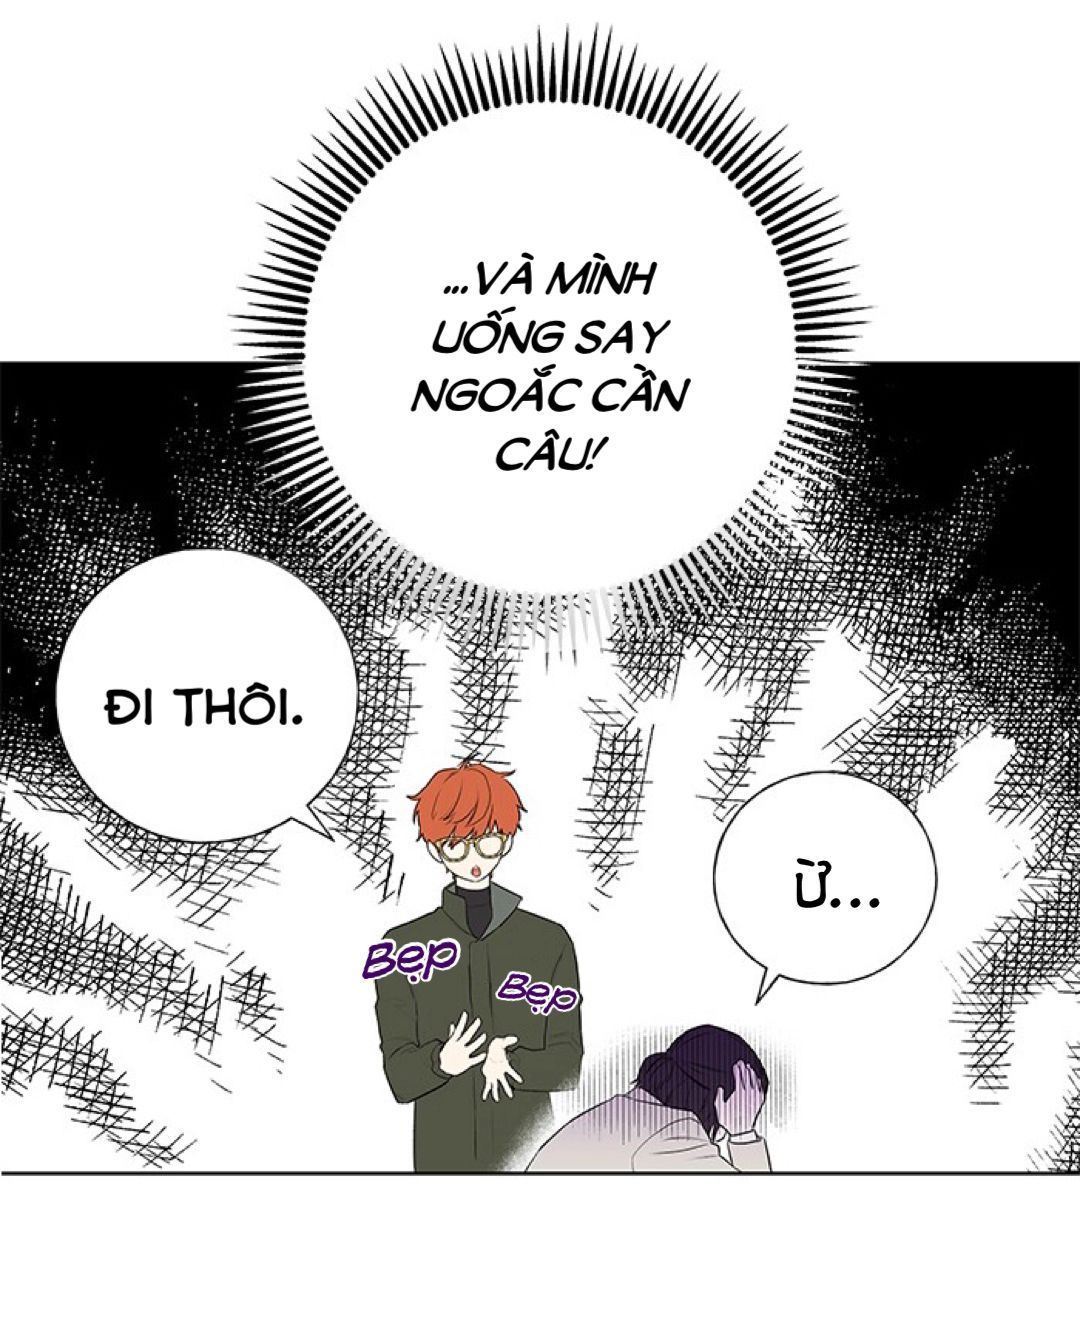 ...VÀ MÌNH
UỐNG SAY
NGOẮC CẦN
CÂU!
ĐI THÔI.
Ừ...
Bẹp
Bẹp